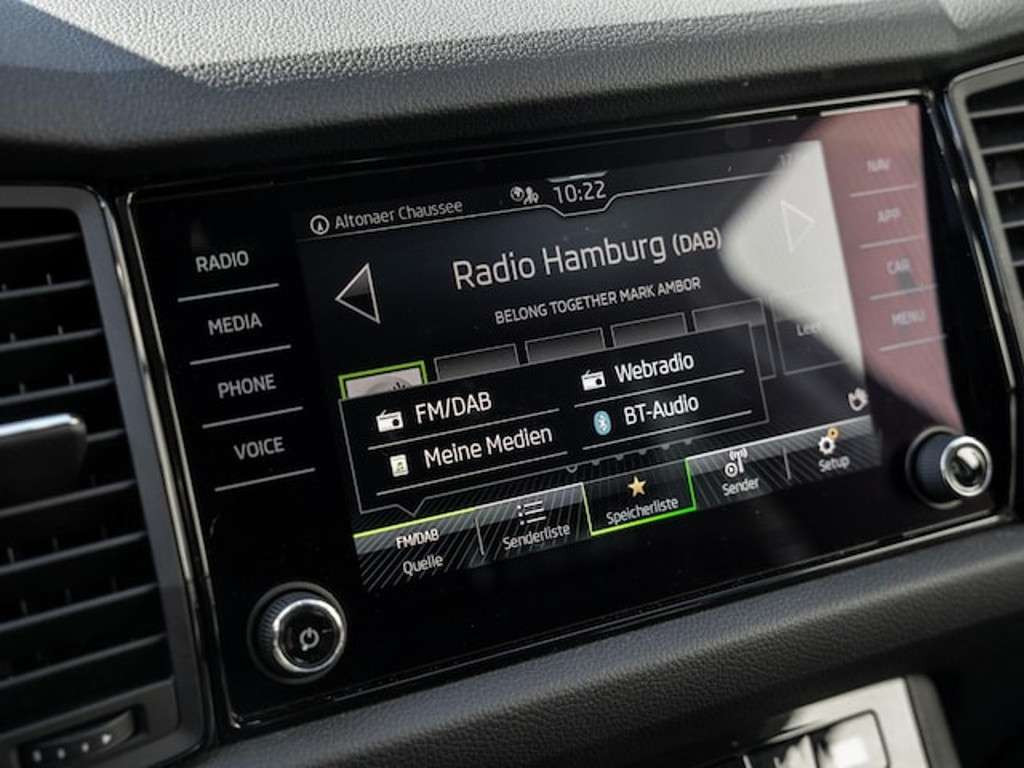 Altonaer Chaussee
10:22
RADIO
MEDIA
PHONE
VOICE
Radio Hamburg (DAB)
BELONG TOGETHER MARK AMBOR
FM/DAB
Webradio
Meine Medien
BT-Audio
FM/DAB
Quelle
Senderliste
Speicherliste
Sender
Setup
NAV
APP
CAR
MENU